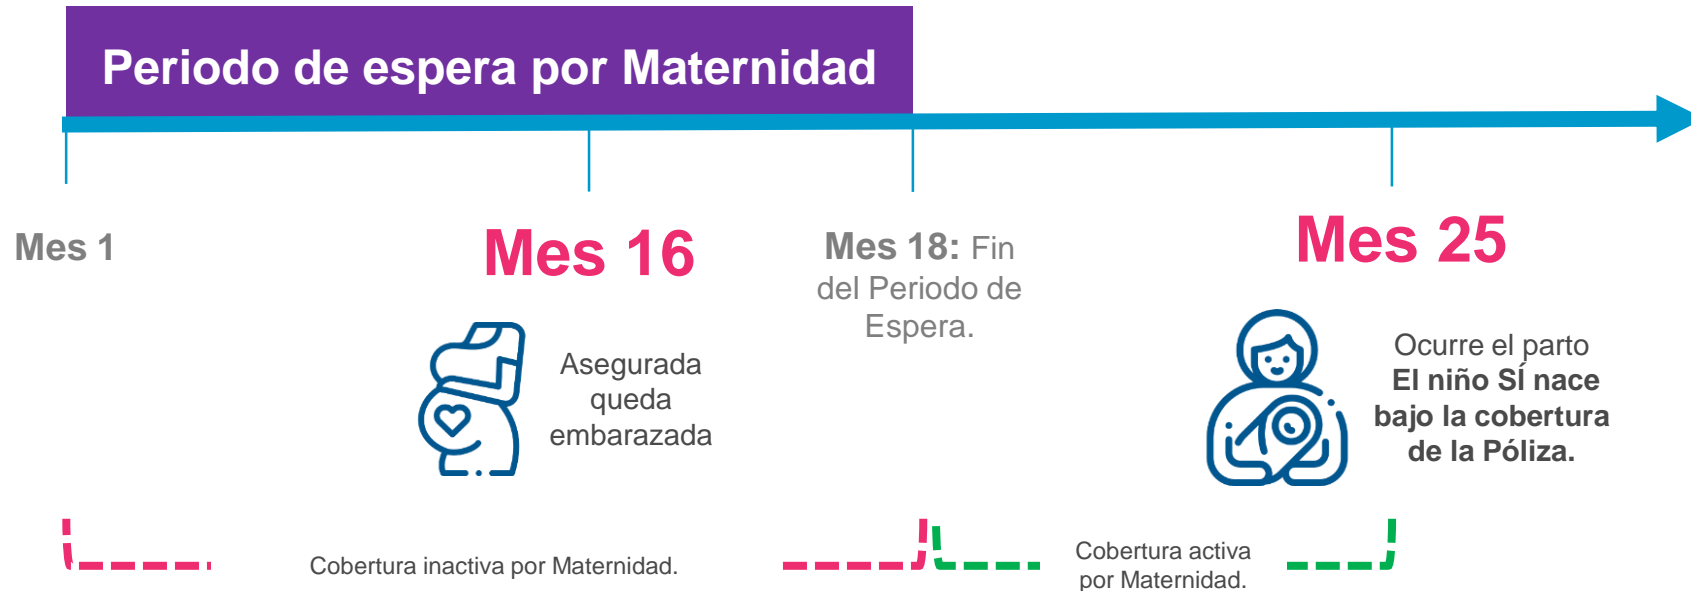 Periodo de espera por Maternidad
Mes 1
Mes 16
Mes 18: Fin
del Periodo de
Espera.
Mes 25
Asegurada
queda
embarazada
Ocurre el parto
El niño SÍ nace
bajo la cobertura
de la Póliza.
Cobertura inactiva por Maternidad.
Cobertura activa
por Maternidad.